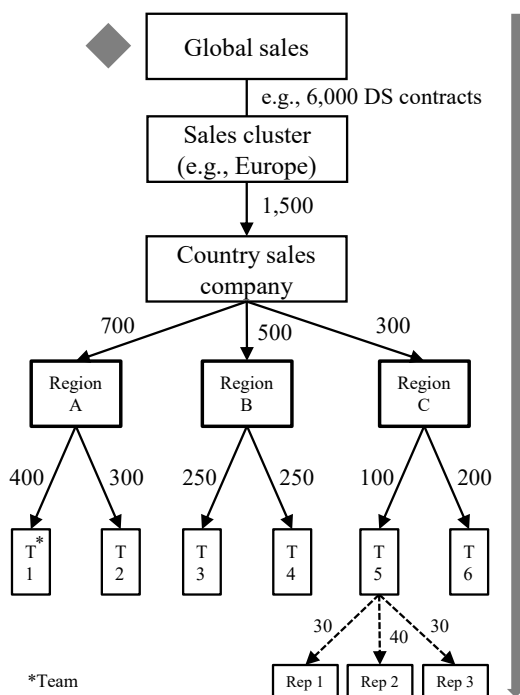 Global sales
e.g., 6,000 DS contracts
Sales cluster
(e.g., Europe)
1,500
Country sales
company
700
500
300
Region
A
Region
B
Region
C
400
300
250
250
100
200
T*
1
T
2
T
3
T
4
T
5
T
6
30
40
30
*Team
Rep 1
Rep 2
Rep 3